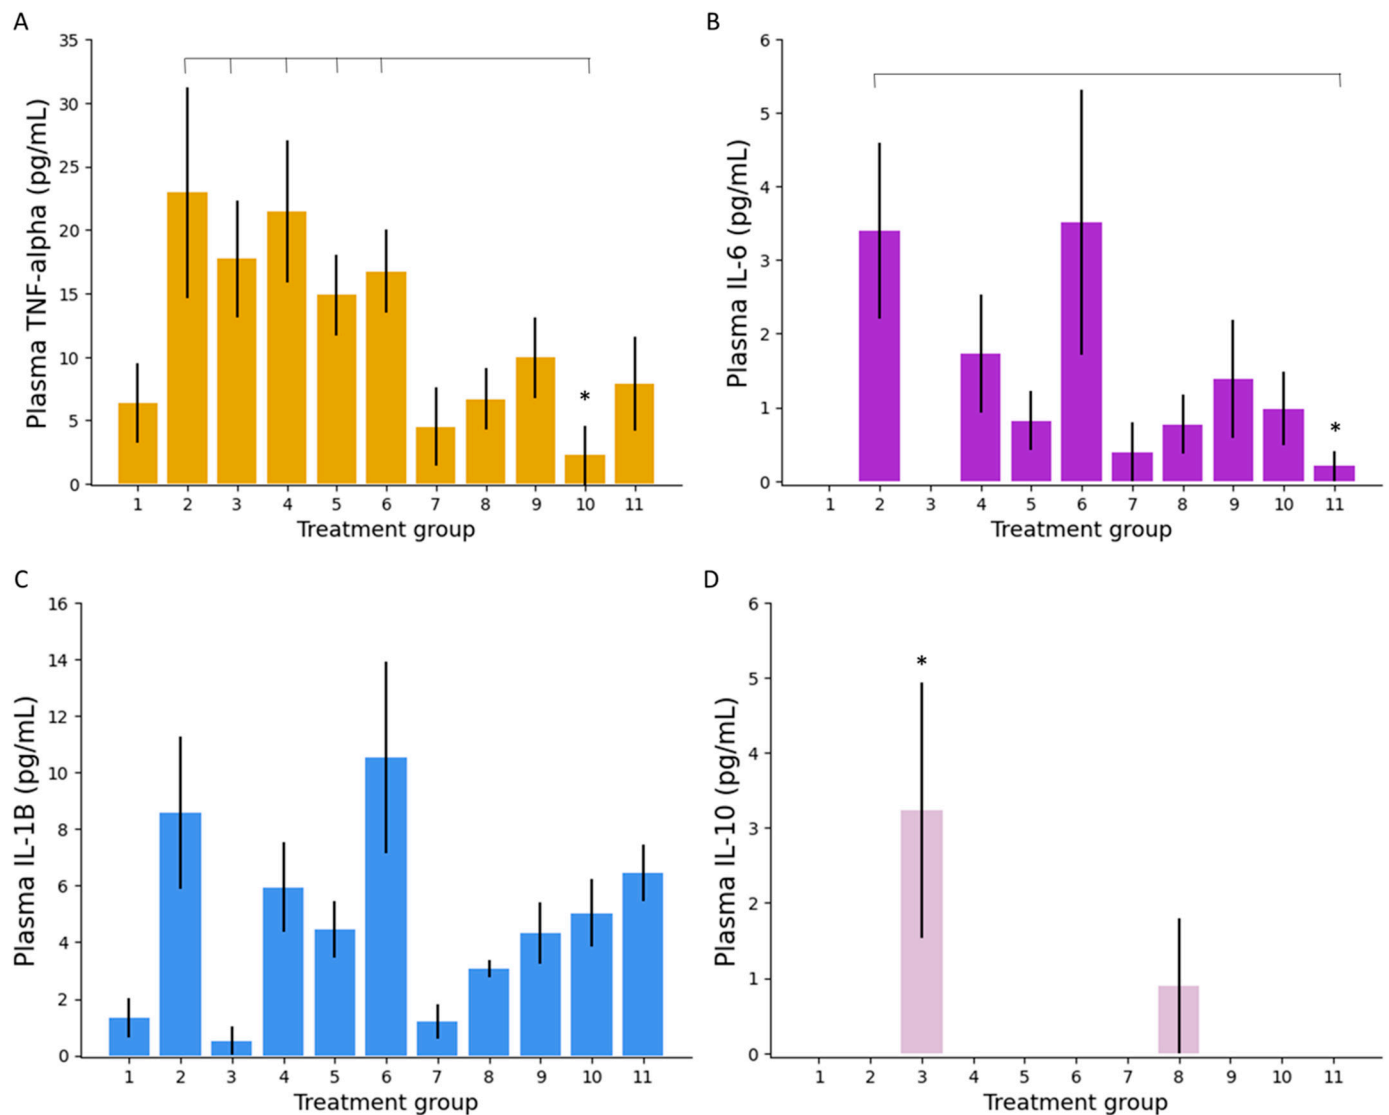 A
Plasma TNF-alpha (pg/mL)
35
30
25
20
15
10
5
0
*
1 2 3 4 5 6 7 8 9 10 11
Treatment group
B
Plasma IL-6 (pg/mL)
6
5
4
3
2
1
0
*
1 2 3 4 5 6 7 8 9 10 11
Treatment group
C
Plasma IL-1B (pg/mL)
16
14
12
10
8
6
4
2
0
1 2 3 4 5 6 7 8 9 10 11
Treatment group
D
Plasma IL-10 (pg/mL)
6
5
4
3
2
1
0
*
1 2 3 4 5 6 7 8 9 10 11
Treatment group